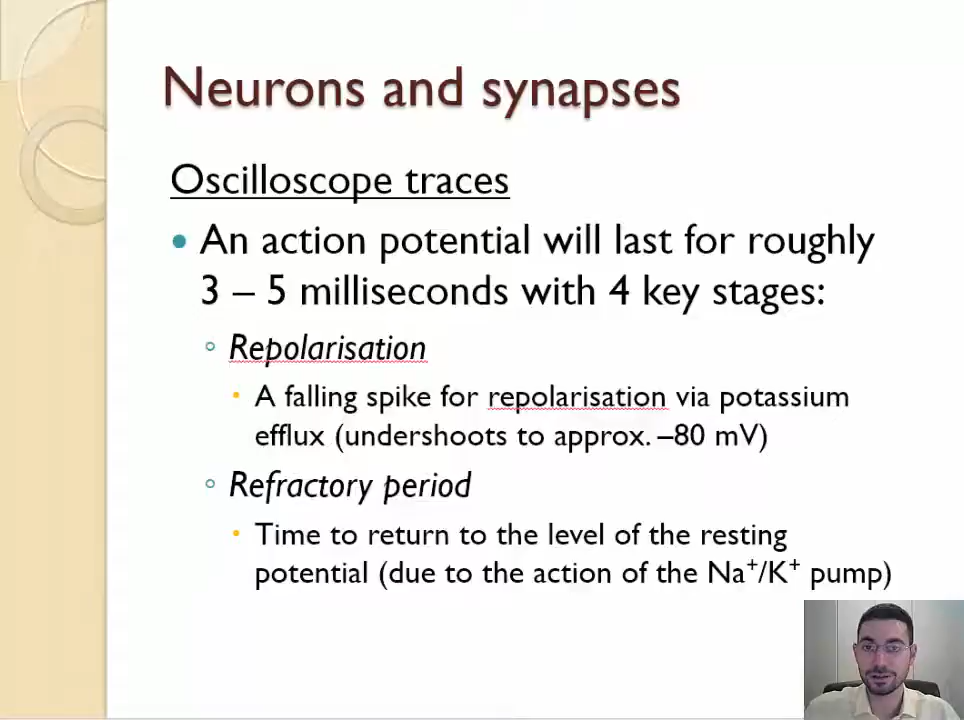 Neurons and synapses
Oscilloscope traces
• An action potential will last for roughly
3 – 5 milliseconds with 4 key stages:
◦ Repolarisation
• A falling spike for repolarisation via potassium
efflux (undershoots to approx. –80 mV)
◦ Refractory period
• Time to return to the level of the resting
potential (due to the action of the Na⁺/K⁺ pump)